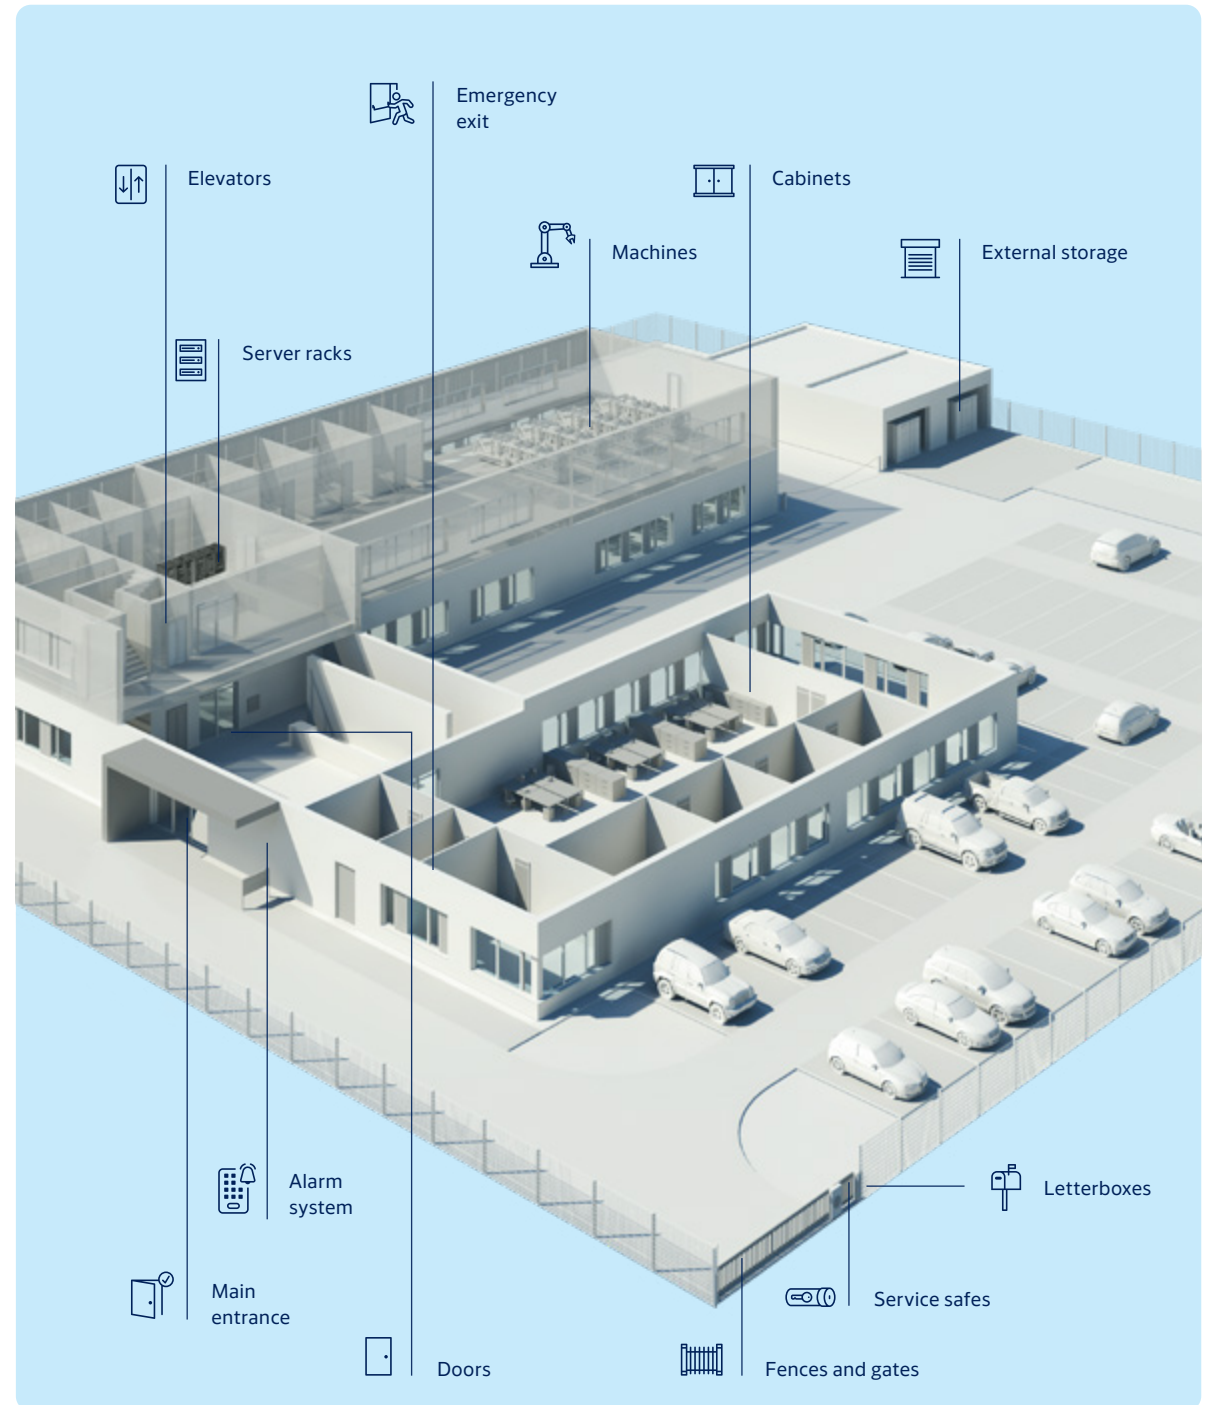 Emergency
exit
Elevators
Cabinets
Machines
External storage
Server racks
Alarm
system
Letterboxes
Main
entrance
Service safes
Doors
Fences and gates